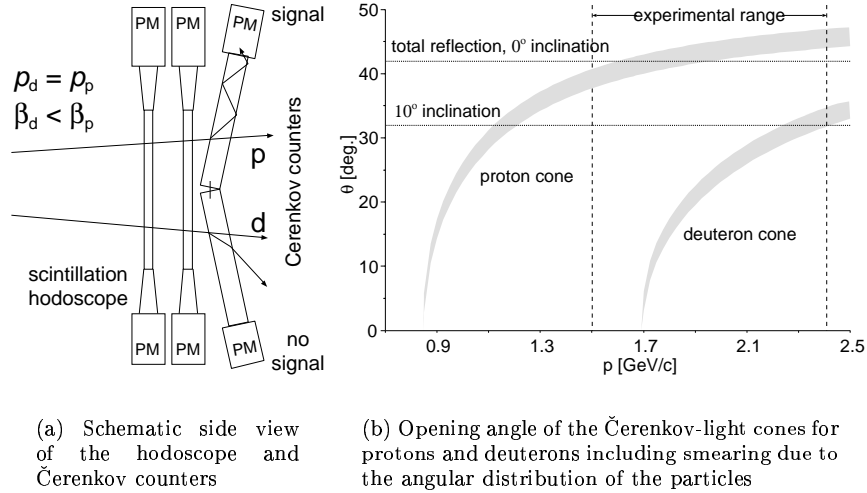 PM
PM
PM
signal
p_d = p_p
β_d < β_p
p
d
Cerenkov counters
scintillation
hodoscope
PM
PM
PM
no
signal
experimental range
total reflection, 0° inclination
10° inclination
proton cone
deuteron cone
θ [deg.]
50
40
30
20
10
0
0.9 1.3 1.7 2.1 2.5
p [GeV/c]
(a) Schematic side view
of the hodoscope and
Čerenkov counters
(b) Opening angle of the Čerenkov-light cones for
protons and deuterons including smearing due to
the angular distribution of the particles